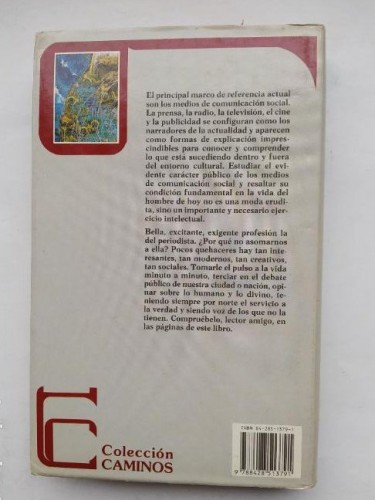 El principal marco de referencia actual
son los medios de comunicación social.
La prensa, la radio, la televisión, el cine
y la publicidad se configuran como los
narradores de la actualidad y aparecen
como formas de explicación impres-
cindibles para conocer y comprender
lo que está sucediendo dentro y fuera
del entorno cultural. Estudiar el evi-
dente carácter público de los medios
de comunicación social y resaltar su
condición fundamental en la vida del
hombre de hoy no es una moda erudi-
ta, sino un importante y necesario ejer-
cicio intelectual.
Bella, excitante, exigente profesión la
del periodista. ¿Por qué no asomarnos
a ella? Pocos quehaceres hay tan inte-
resantes, tan modernos, tan creativos,
tan sociales. Tomarle el pulso a la vida
minuto a minuto, terciar en el debate
público de nuestra ciudad o nación, opi-
nar sobre lo humano y lo divino, te-
niendo siempre por norte el servicio a
la verdad y siendo voz de los que no la
tienen. Compruébelo, lector amigo, en
las páginas de este libro.
Colección
CAMINOS
ISBN 84-285-1379-1
9 788428 513791